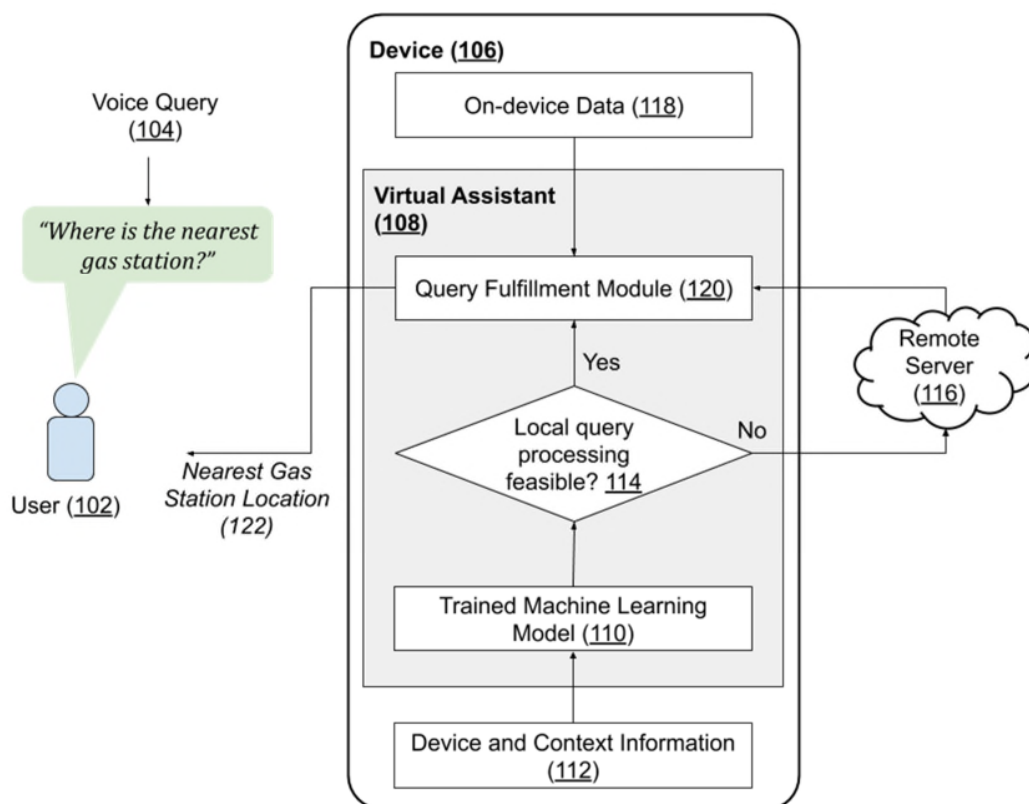 Device (106)
Voice Query
(104)
On-device Data (118)
Virtual Assistant
(108)
“Where is the nearest
gas station?”
Query Fulfillment Module (120)
Remote
Server
(116)
Yes
No
Local query
processing
feasible? 114
Nearest Gas
Station Location
(122)
User (102)
Trained Machine Learning
Model (110)
Device and Context Information
(112)